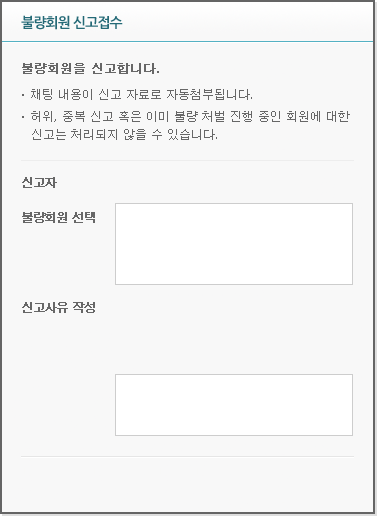 불량회원 신고접수
불량회원을 신고합니다.
· 채팅 내용이 신고 자료로 자동첨부됩니다.
· 허위, 중복 신고 혹은 이미 불량 처벌 진행 중인 회원에 대한
신고는 처리되지 않을 수 있습니다.
신고자
불량회원 선택
신고사유 작성